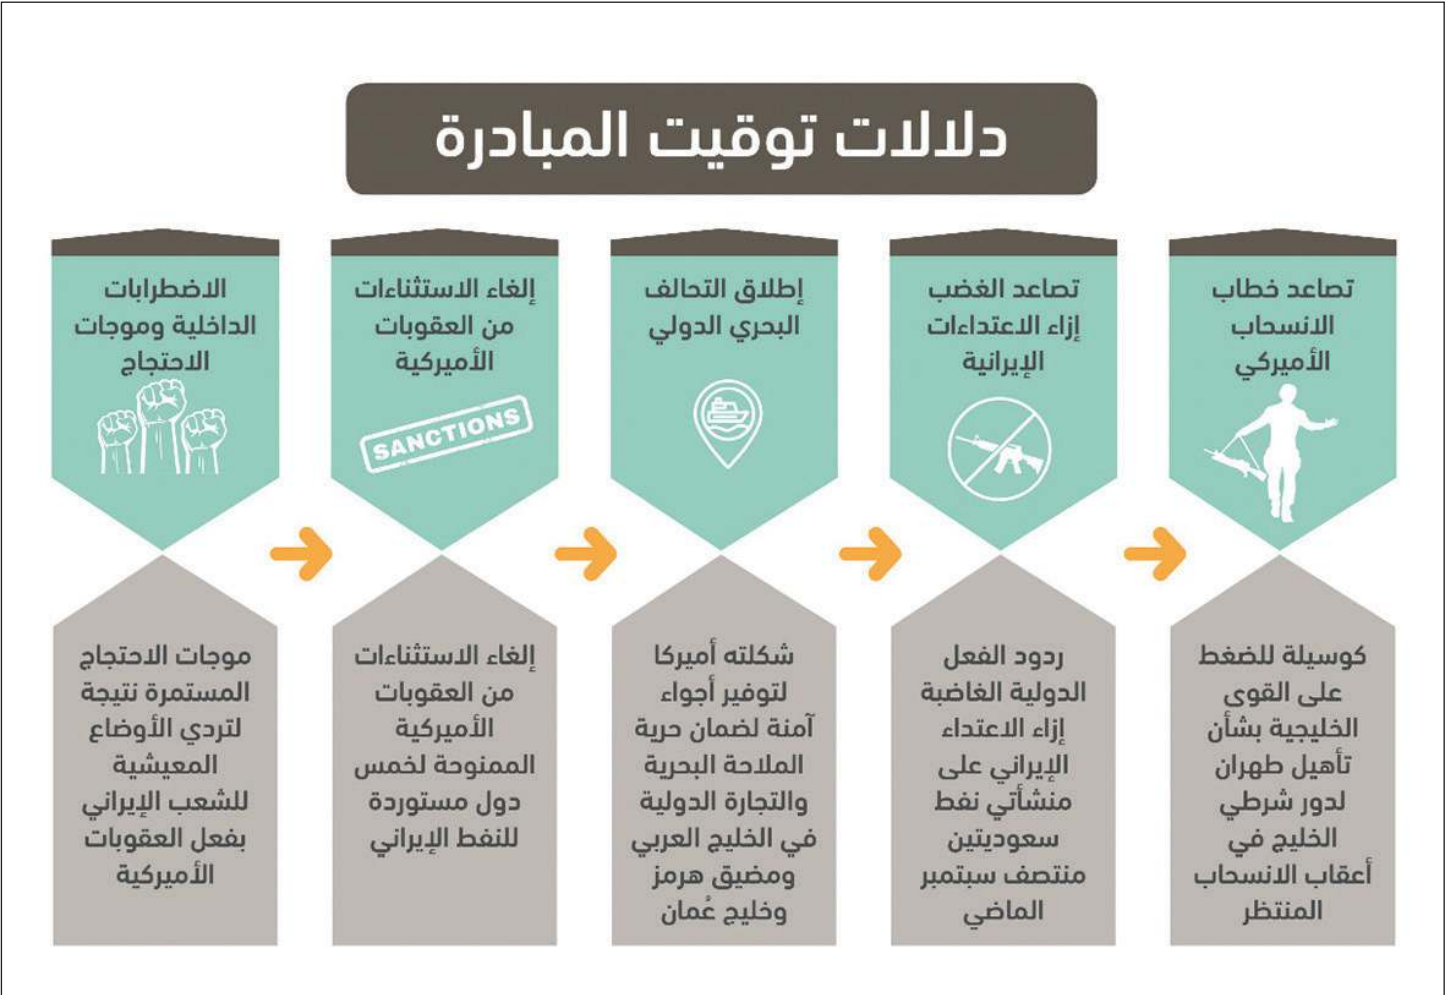 دلالات توقيت المبادرة
تصاعد خطاب
الانسحاب
الأميركي
كوسيلة للضغط
على القوى
الخليجية بشأن
تأهيل طهران
لدور شرطي
الخليج في
أعقاب الانسحاب
المنتظر
تصاعد الغضب
إزاء الاعتداءات
الإيرانية
ردود الفعل
الدولية الغاضبة
إزاء الاعتداء
الإيراني على
منشأتي نفط
سعوديتين
منتصف سبتمبر
الماضي
إطلاق التحالف
البحري الدولي
شكلته أميركا
لتوفير أجواء
آمنة لضمان حرية
الملاحة البحرية
والتجارة الدولية
في الخليج العربي
ومضيق هرمز
وخليج عُمان
إلغاء الاستثناءات
من العقوبات
الأميركية
SANCTIONS
إلغاء الاستثناءات
من العقوبات
الأميركية
الممنوحة لخمس
دول مستوردة
للنفط الإيراني
الاضطرابات
الداخلية وموجات
الاحتجاج
موجات الاحتجاج
المستمرة نتيجة
لتردي الأوضاع
المعيشية
للشعب الإيراني
بفعل العقوبات
الأميركية